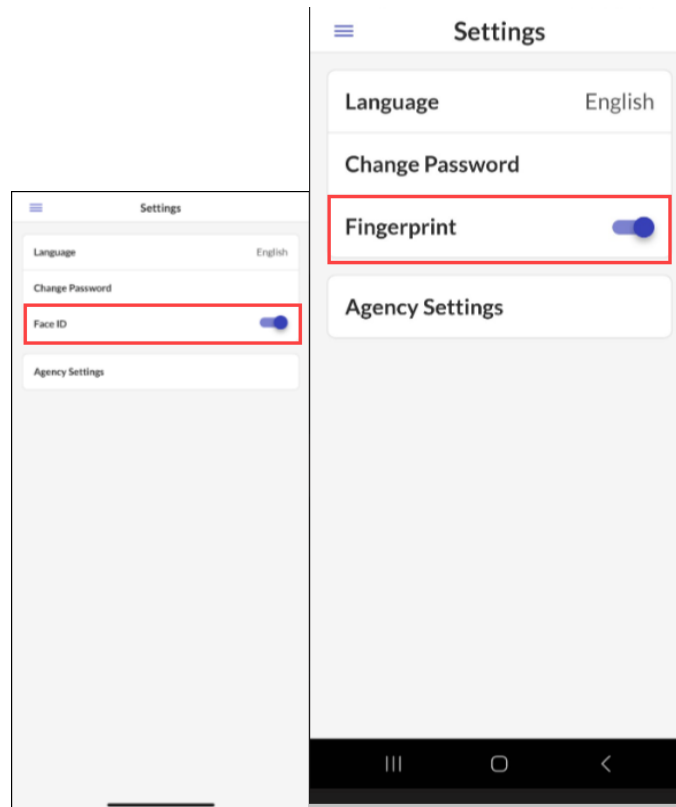 Settings
Language English
Change Password
Face ID
Agency Settings
Settings
Language English
Change Password
Fingerprint
Agency Settings